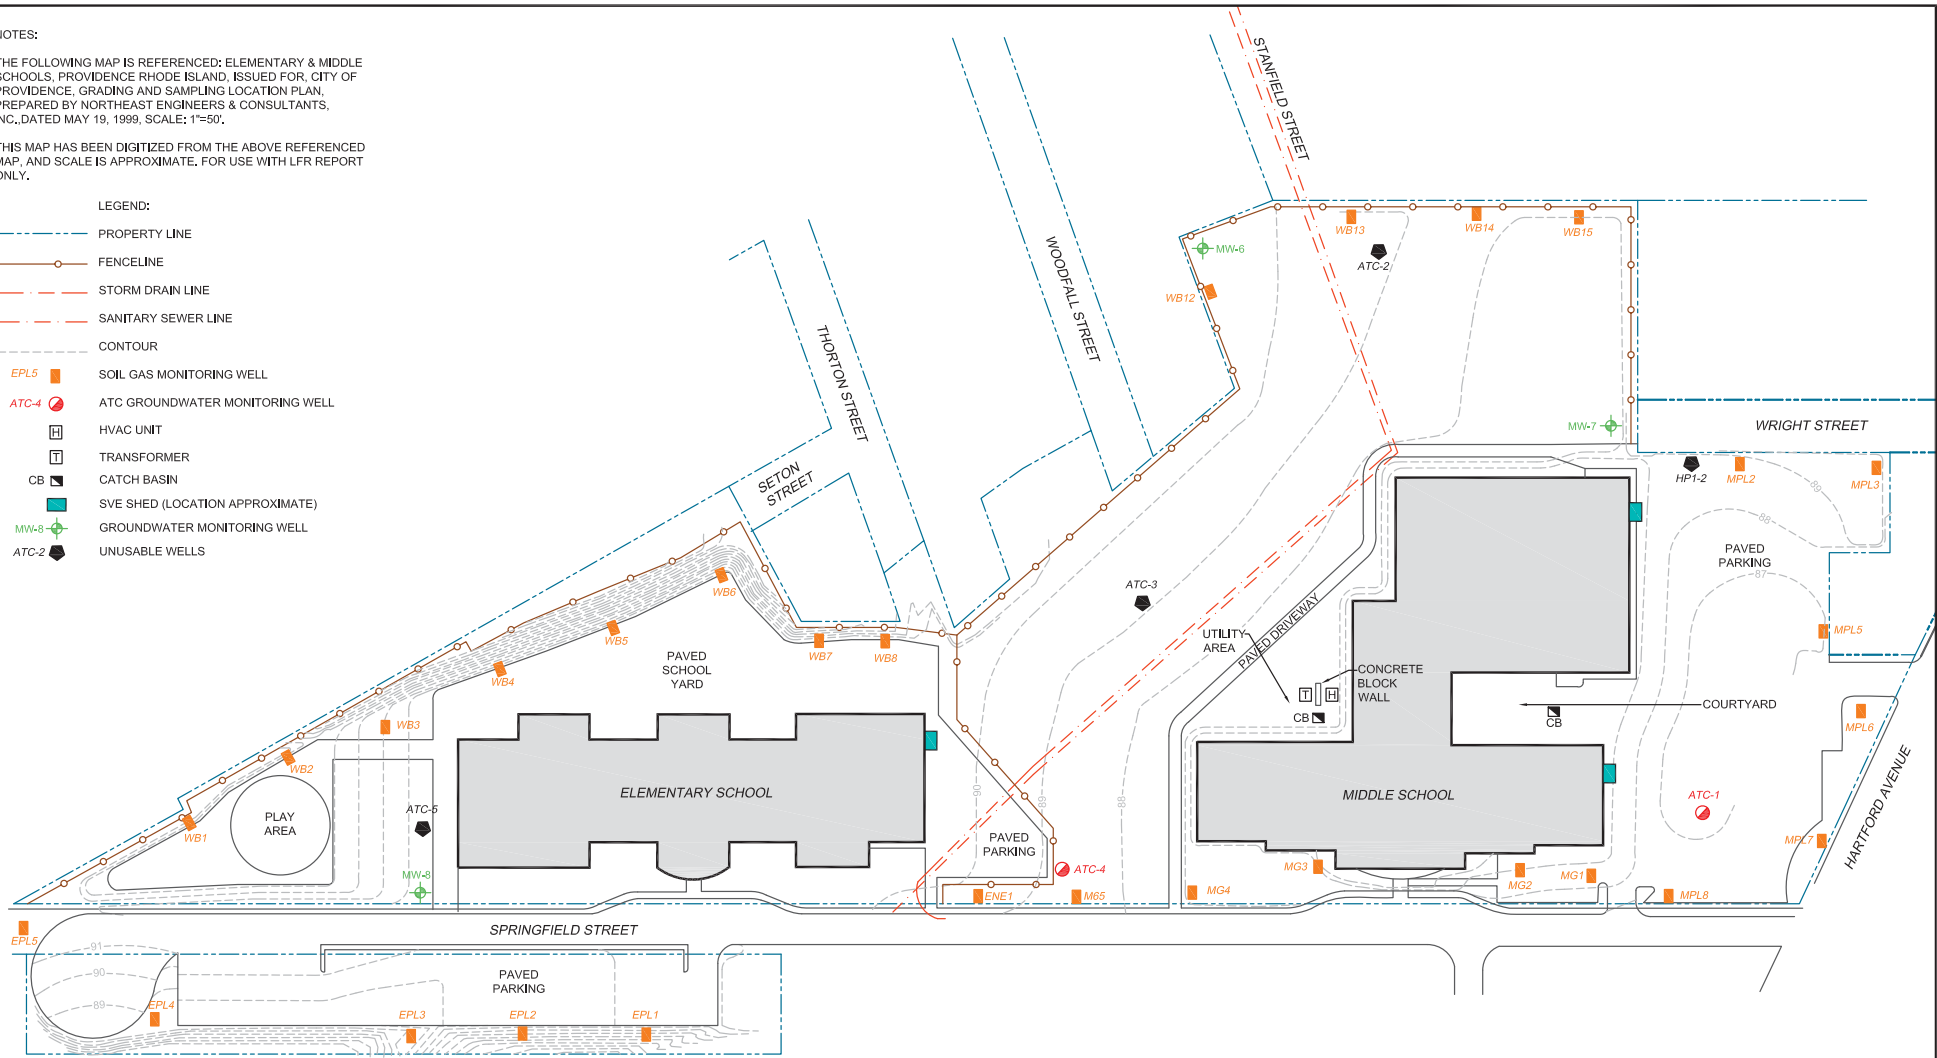 NOTES:
THE FOLLOWING MAP IS REFERENCED: ELEMENTARY & MIDDLE
SCHOOLS, PROVIDENCE RHODE ISLAND, ISSUED FOR, CITY OF
PROVIDENCE, GRADING AND SAMPLING LOCATION PLAN,
PREPARED BY NORTHEAST ENGINEERS & CONSULTANTS,
INC.,DATED MAY 19, 1999, SCALE: 1"=50'.
THIS MAP HAS BEEN DIGITIZED FROM THE ABOVE REFERENCED
MAP, AND SCALE IS APPROXIMATE. FOR USE WITH LFR REPORT
ONLY.
LEGEND:
PROPERTY LINE
FENCELINE
STORM DRAIN LINE
SANITARY SEWER LINE
CONTOUR
EPL5 SOIL GAS MONITORING WELL
ATC-4 ATC GROUNDWATER MONITORING WELL
H HVAC UNIT
T TRANSFORMER
CB CATCH BASIN
SVE SHED (LOCATION APPROXIMATE)
MW-8 GROUNDWATER MONITORING WELL
ATC-2 UNUSABLE WELLS
STANFIELD STREET
WOODFALL STREET
THORTON STREET
SETON
STREET
WRIGHT STREET
HARTFORD AVENUE
SPRINGFIELD STREET
WB13
WB14
WB15
MW-6
ATC-2
WB12
MW-7
HP1-2
MPL2
MPL3
89
88
PAVED
PARKING
87
ATC-3
PAVED DRIVEWAY
UTILITY
AREA
CONCRETE
BLOCK
WALL
T
H
CB
CB
COURTYARD
MPL5
MPL6
WB6
WB5
WB7
WB8
WB4
PAVED
SCHOOL
YARD
WB3
WB2
WB1
PLAY
AREA
ATC-5
MW-8
ELEMENTARY SCHOOL
MIDDLE SCHOOL
90
89
88
PAVED
PARKING
ATC-4
ATC-1
MPL7
MG3
MG2
MG1
MG4
ENE1
M65
MPL8
EPL5
91
90
89
EPL4
PAVED
PARKING
EPL3
EPL2
EPL1